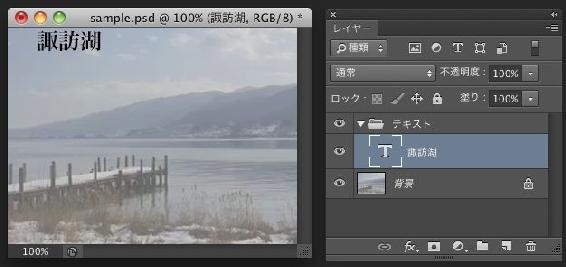 sample.psd @ 100% (諏訪湖, RGB/8) *
諏訪湖
100%
レイヤー
種類
通常
不透明度: 100%
ロック:
塗り: 100%
テキスト
諏訪湖
背景